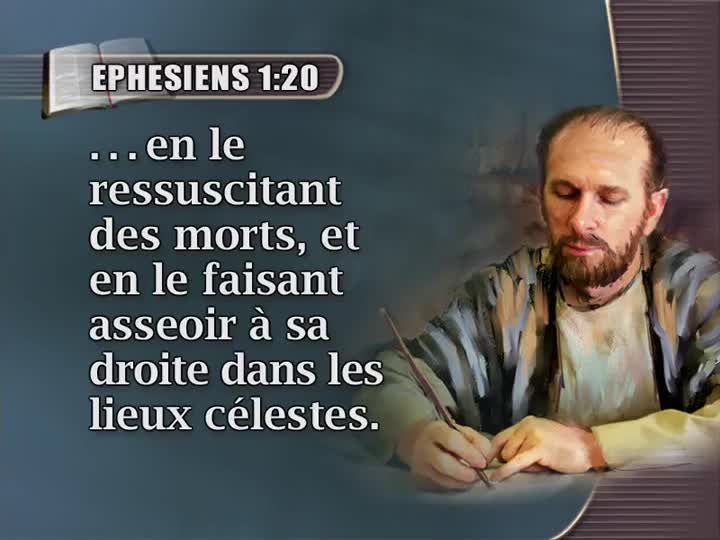 EPHESIENS 1:20
...en le
ressuscitant
des morts, et
en le faisant
asseoir à sa
droite dans les
lieux célestes.